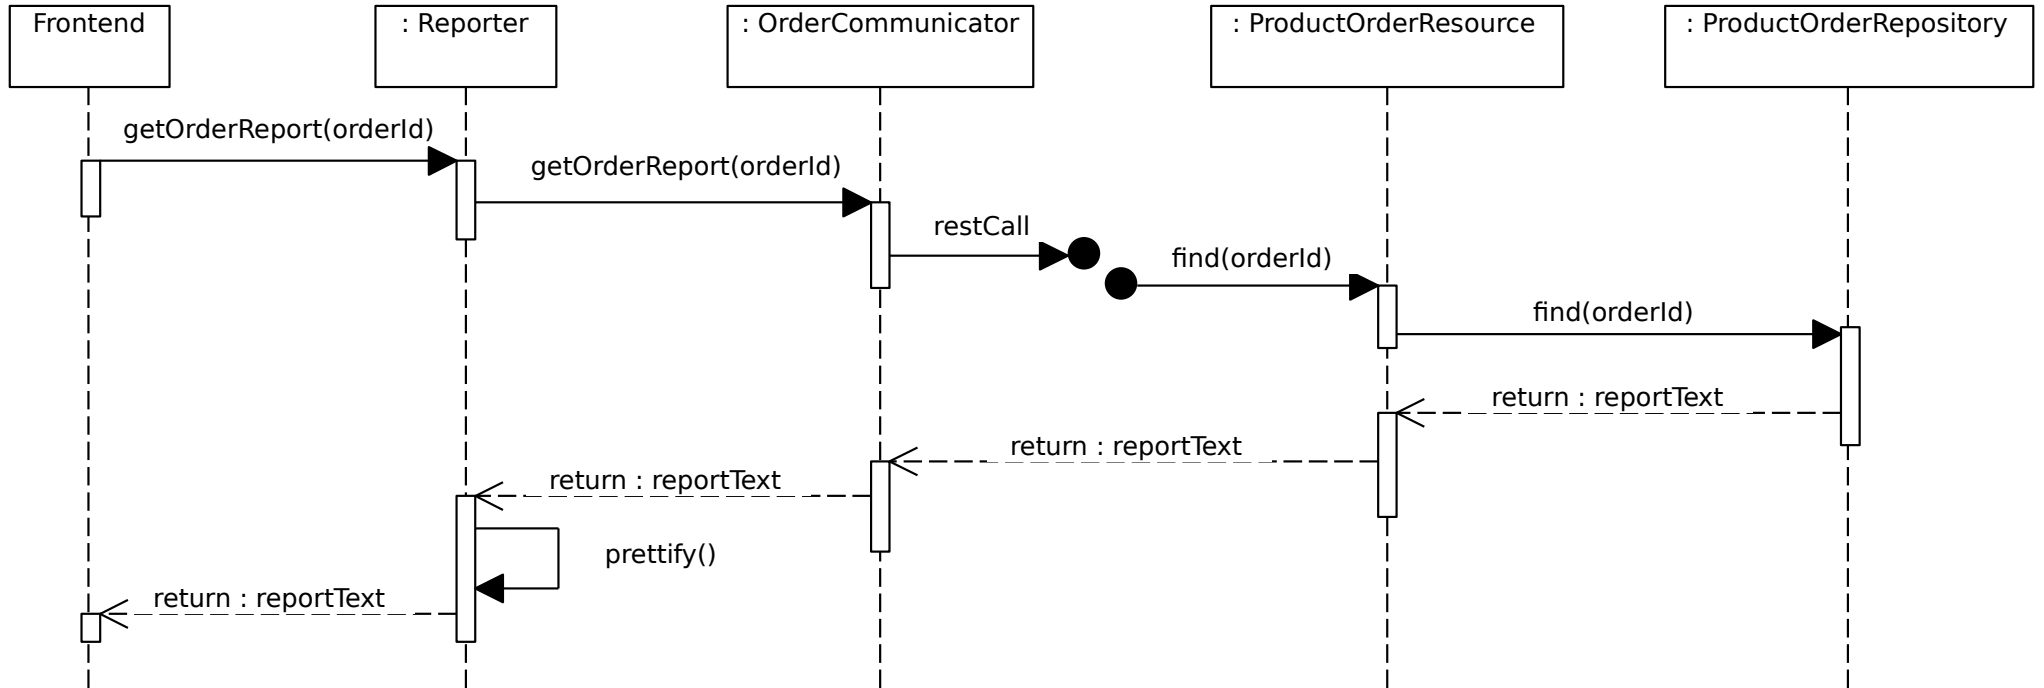 Frontend
: Reporter
: OrderCommunicator
: ProductOrderResource
: ProductOrderRepository
getOrderReport(orderId)
getOrderReport(orderId)
restCall
find(orderId)
find(orderId)
return : reportText
return : reportText
return : reportText
prettify()
return : reportText